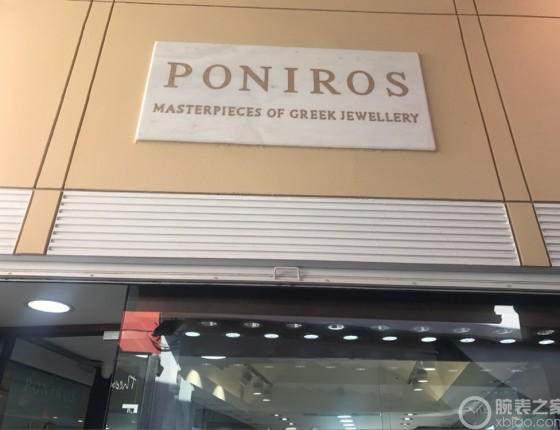 PONIROS
MASTERPIECES OF GREEK JEWELLERY
腕表之家
xbiao.com